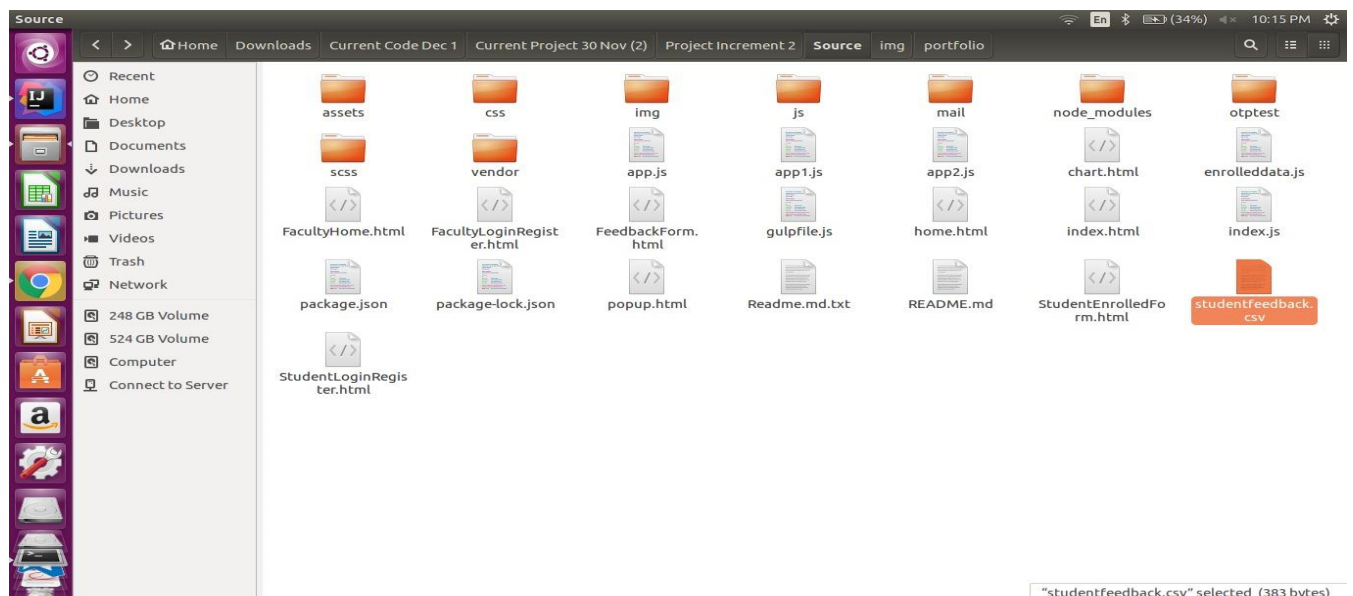 Source
En
(34%)
10:15 PM
Home
Downloads
Current Code Dec 1
Current Project 30 Nov (2)
Project Increment 2
Source
img
portfolio
Recent
Home
Desktop
Documents
Downloads
Music
Pictures
Videos
Trash
Network
248 GB Volume
524 GB Volume
Computer
Connect to Server
assets
css
img
js
mail
node_modules
otptest
scss
vendor
app.js
app1.js
app2.js
chart.html
enrolleddata.js
FacultyHome.html
FacultyLoginRegist
er.html
FeedbackForm.
html
gulpfile.js
home.html
index.html
index.js
package.json
package-lock.json
popup.html
Readme.md.txt
README.md
StudentEnrolledFo
rm.html
studentfeedback.
csv
StudentLoginRegis
ter.html
IJ
A
a
"studentfeedback.csv" selected (383 bytes)